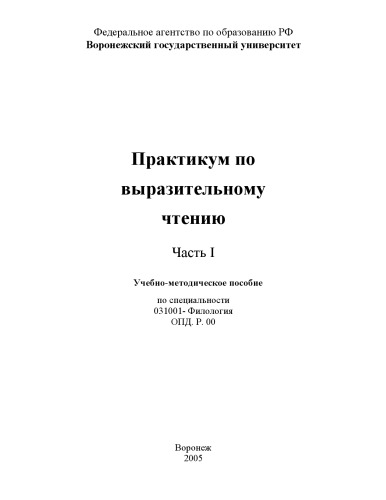 Федеральное агентство по образованию РФ
Воронежский государственный университет
Практикум по
выразительному
чтению
Часть I
Учебно-методическое пособие
по специальности
031001- Филология
ОПД. Р. 00
Воронеж
2005